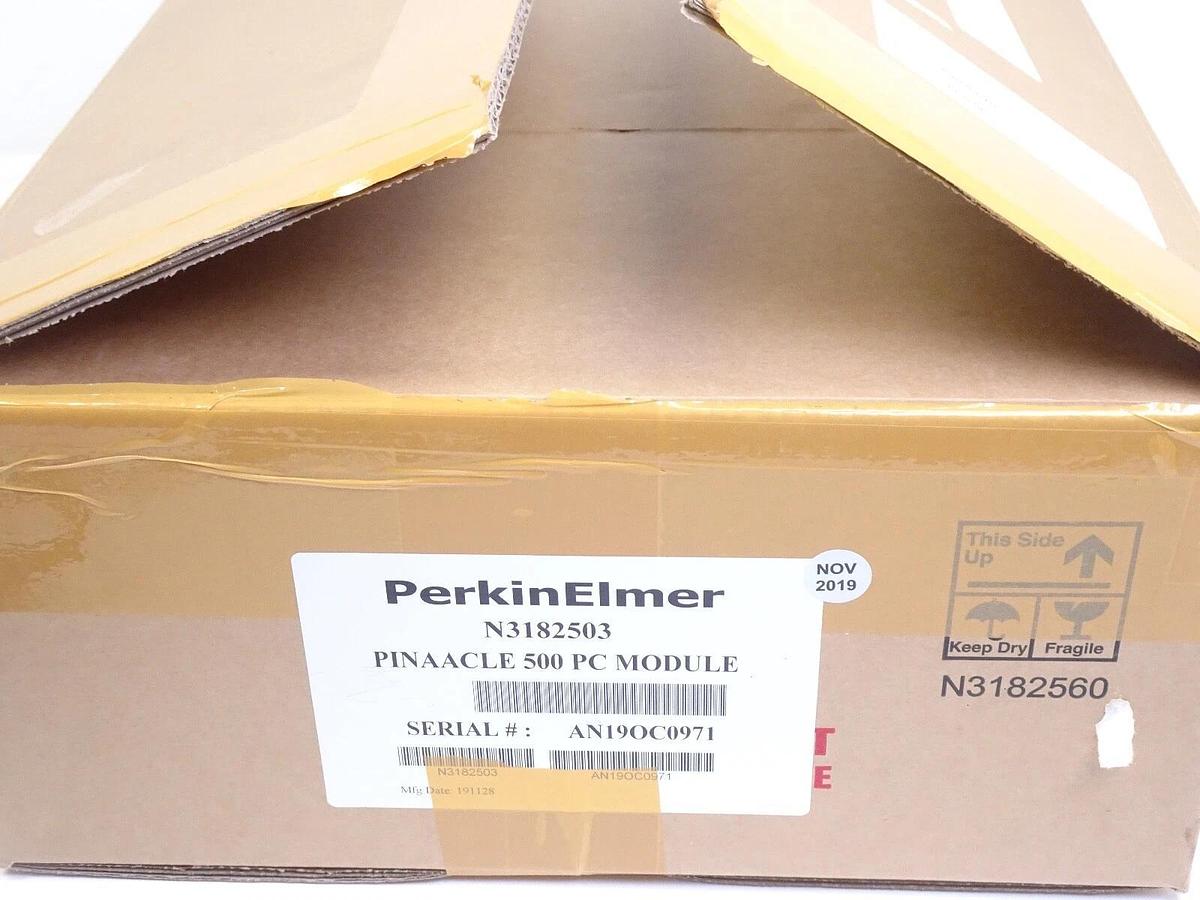 This Side
Up
Keep Dry
Fragile
N3182560
NOV
2019
PerkinElmer
N3182503
PINAACLE 500 PC MODULE
SERIAL # : AN19OC0971
N3182503
AN19OC0971
Mfg Date: 191128
T
E